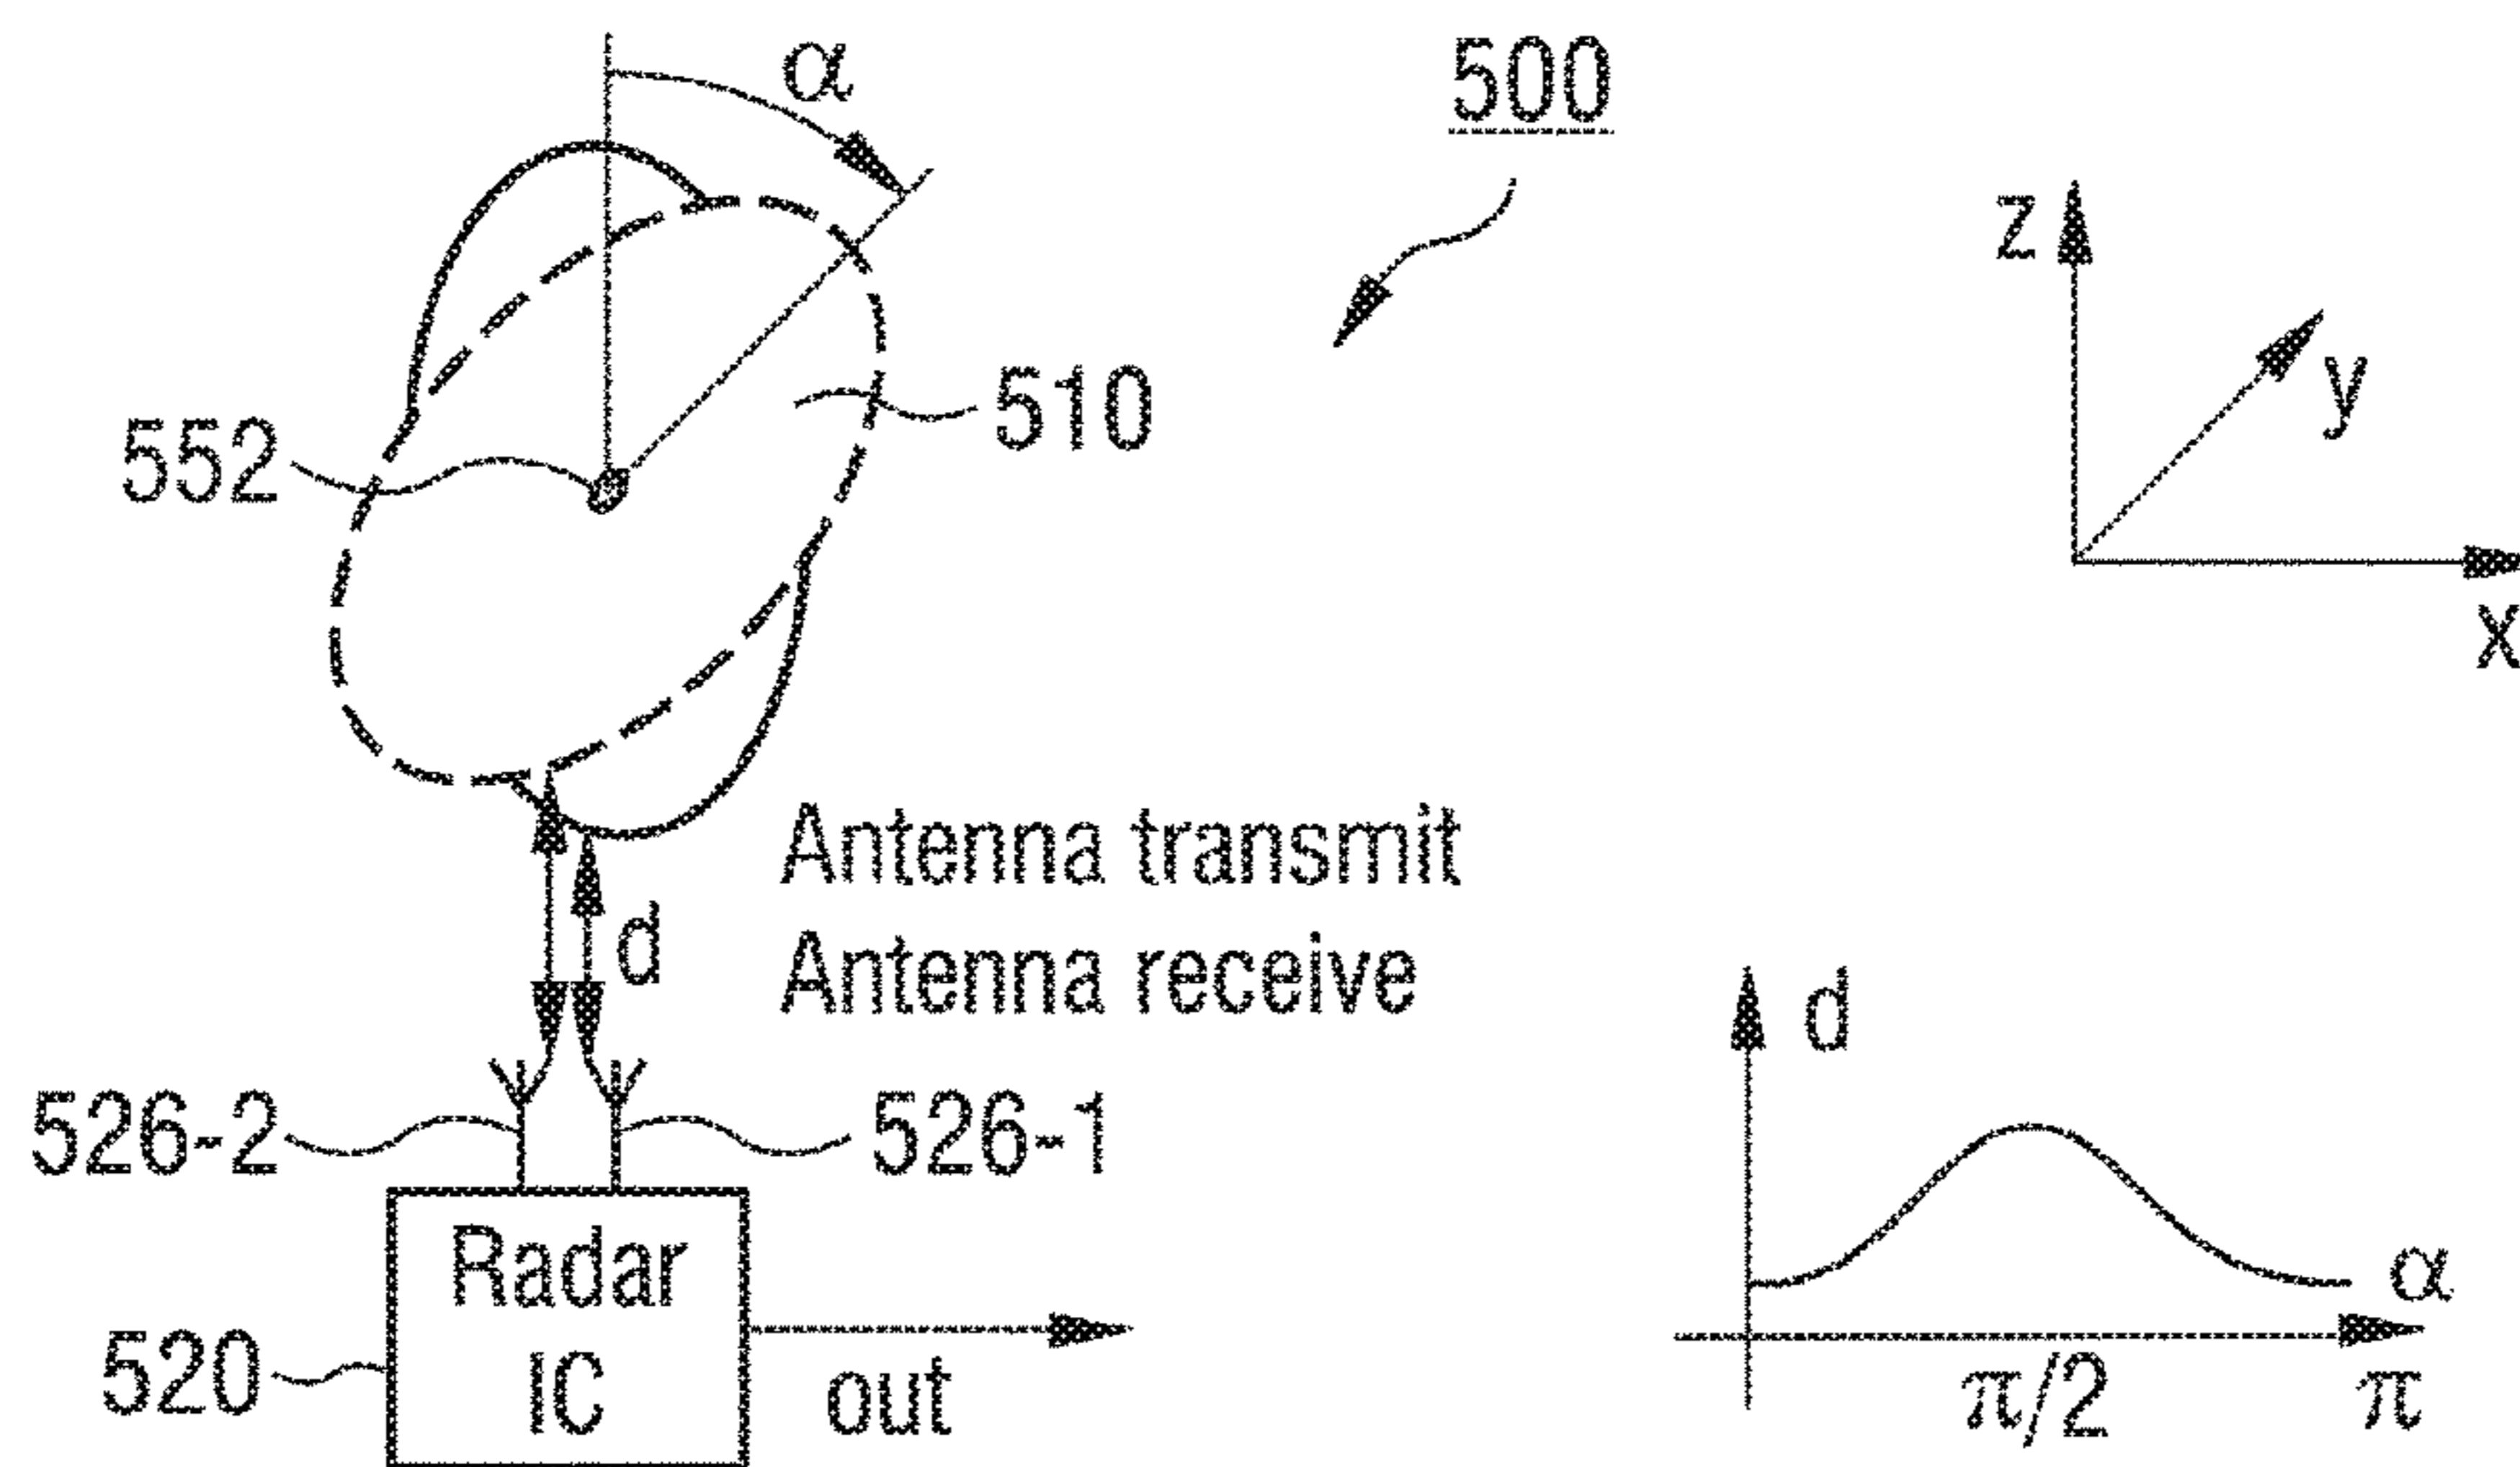 α
500
z
y
x
510
552
Antenna transmit
d
Antenna receive
526-2
526-1
Radar
IC
520
out
d
α
π/2
π